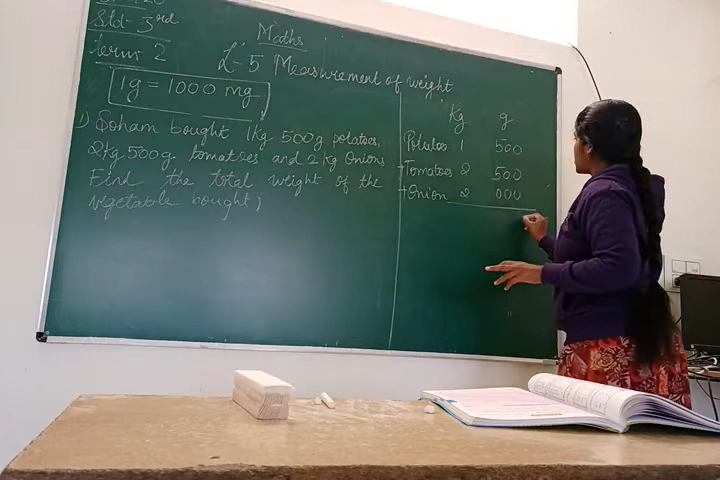 Std-3rd
Term 2
Maths
L-5 Measurement of weight
1g = 1000 mg
1) Soham bought 1kg 500g potatoes,
2kg 500g tomatoes and 2 kg Onions
Find the total weight of the
vegetable bought,
Kg g
Potatoes 1 500
+Tomatoes 2 500
+Onion 2 000